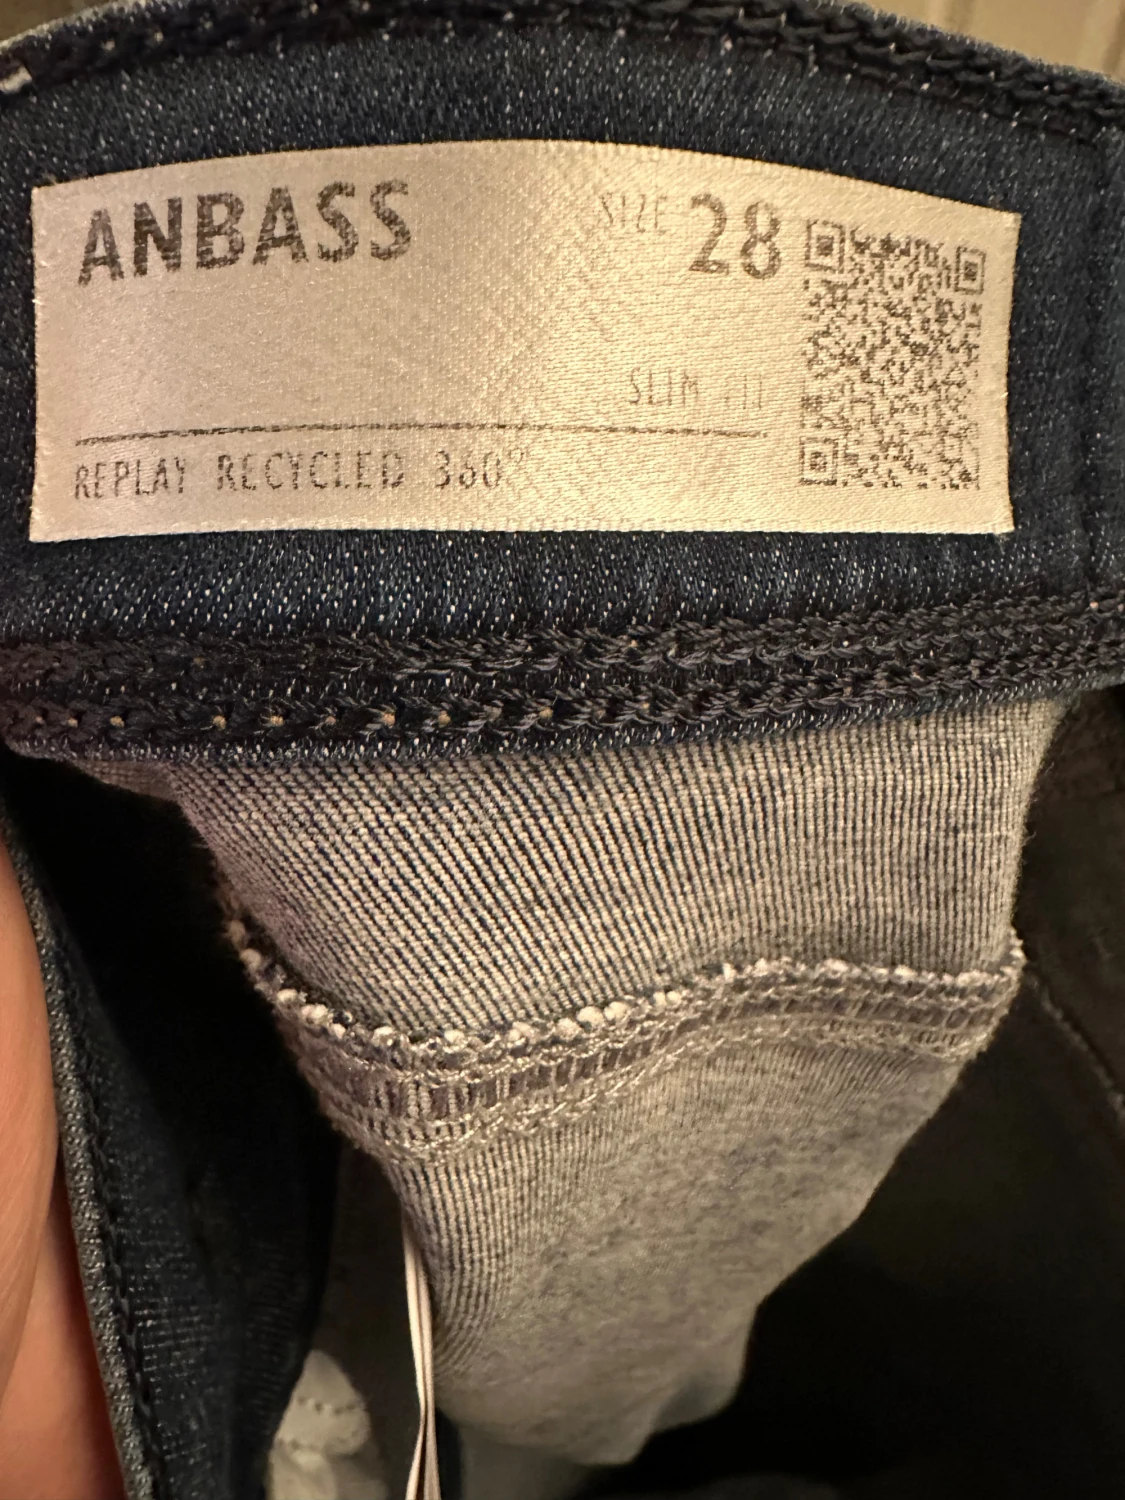 ANBASS
SIZE 28
SLIM FIT
REPLAY RECYCLED 360°